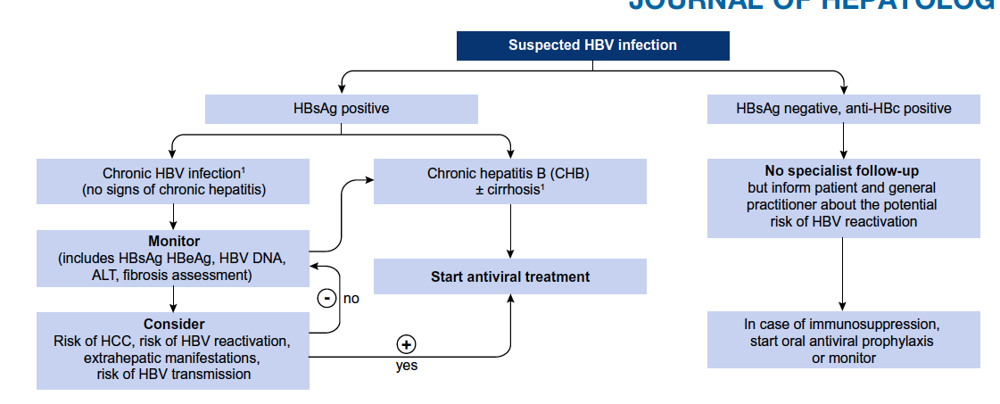 JOURNAL OF HEPATOLOG
Suspected HBV infection
HBsAg positive
HBsAg negative, anti-HBc positive
Chronic HBV infection¹
(no signs of chronic hepatitis)
Chronic hepatitis B (CHB)
± cirrhosis¹
No specialist follow-up
but inform patient and general
practitioner about the potential
risk of HBV reactivation
Monitor
(includes HBsAg HBeAg, HBV DNA,
ALT, fibrosis assessment)
Start antiviral treatment
- no
Consider
Risk of HCC, risk of HBV reactivation,
extrahepatic manifestations,
risk of HBV transmission
+
yes
In case of immunosuppression,
start oral antiviral prophylaxis
or monitor